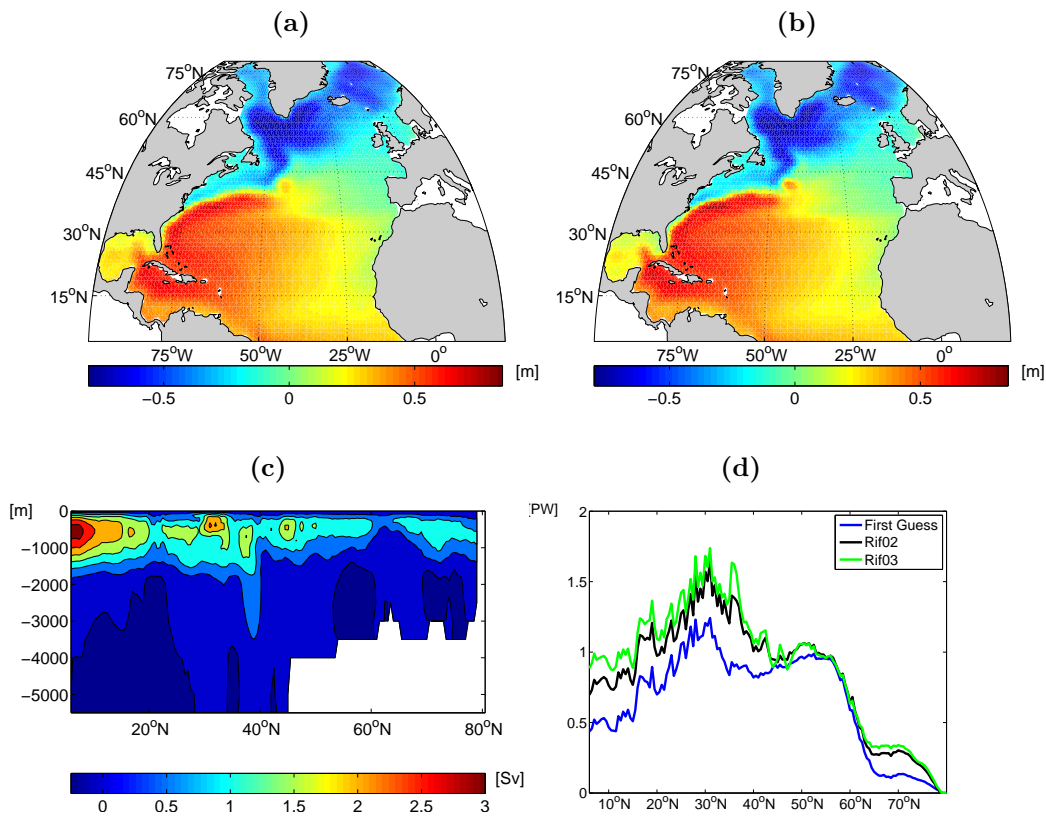 (a)
(b)
75°N
60°N
45°N
30°N
15°N
75°W 50°W 25°W 0°
[m]
−0.5 0 0.5
75°N
60°N
45°N
30°N
15°N
75°W 50°W 25°W 0°
[m]
−0.5 0 0.5
(c)
(d)
[m]
0
−1000
−2000
−3000
−4000
−5000
20°N 40°N 60°N 80°N
[Sv]
0 0.5 1 1.5 2 2.5 3
[PW]
2
1.5
1
0.5
0
First Guess
Rif02
Rif03
10°N 20°N 30°N 40°N 50°N 60°N 70°N